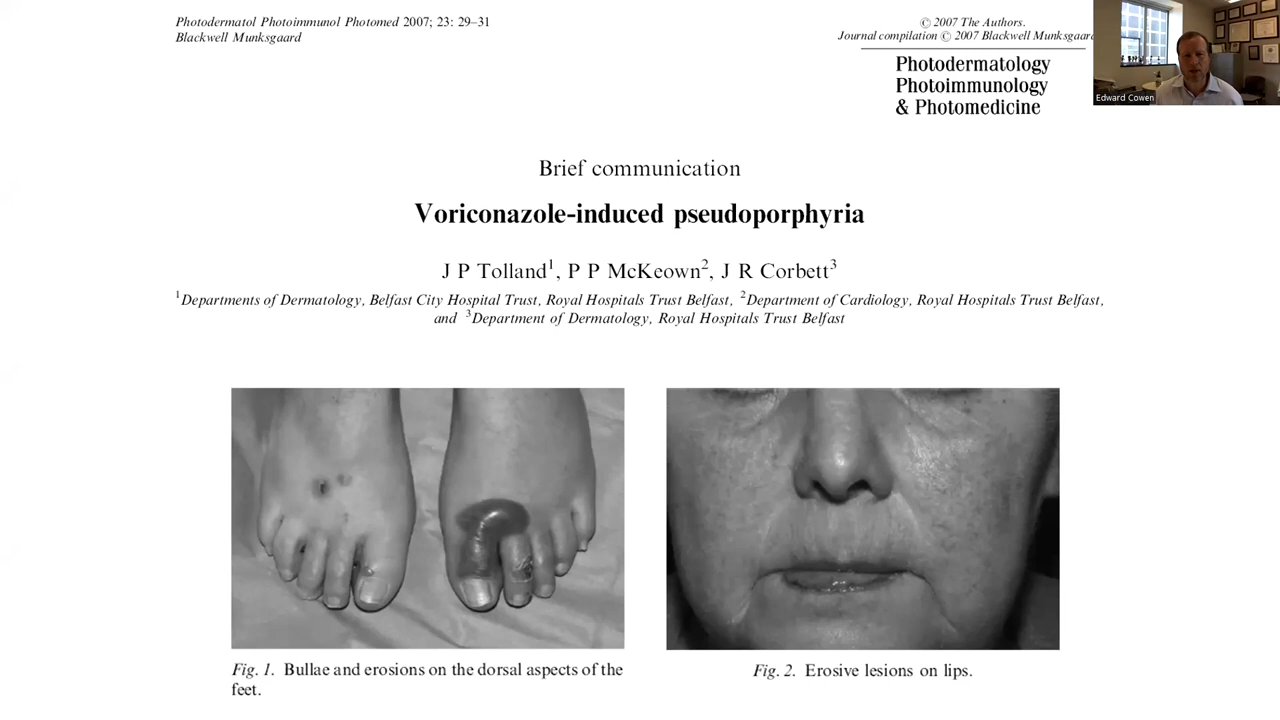 Photodermatol Photoimmunol Photomed 2007; 23: 29–31
Blackwell Munksgaard
© 2007 The Authors.
Journal compilation © 2007 Blackwell Munksgaard
Photodermatology
Photoimmunology
& Photomedicine
Edward Cowen
Brief communication
Voriconazole-induced pseudoporphyria
J P Tolland1, P P McKeown2, J R Corbett3
1Departments of Dermatology, Belfast City Hospital Trust, Royal Hospitals Trust Belfast, 2Department of Cardiology, Royal Hospitals Trust Belfast,
and 3Department of Dermatology, Royal Hospitals Trust Belfast
Fig. 1. Bullae and erosions on the dorsal aspects of the
feet.
Fig. 2. Erosive lesions on lips.